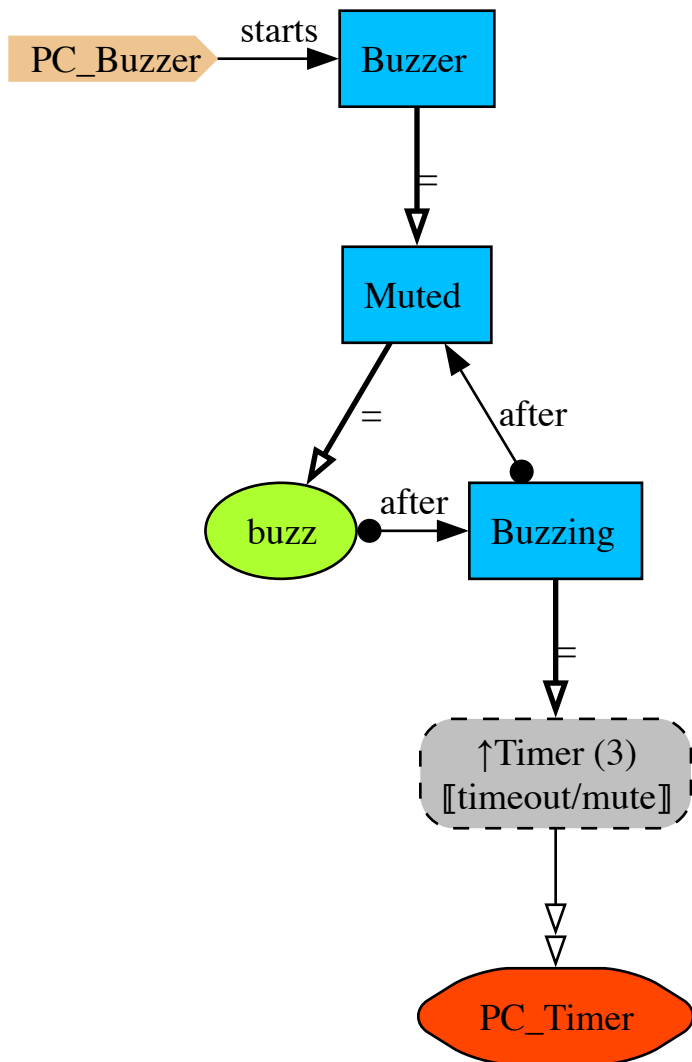 starts
PC_Buzzer
Buzzer
=
Muted
=
after
after
buzz
Buzzing
=
↑Timer (3)
⟦timeout/mute⟧
PC_Timer